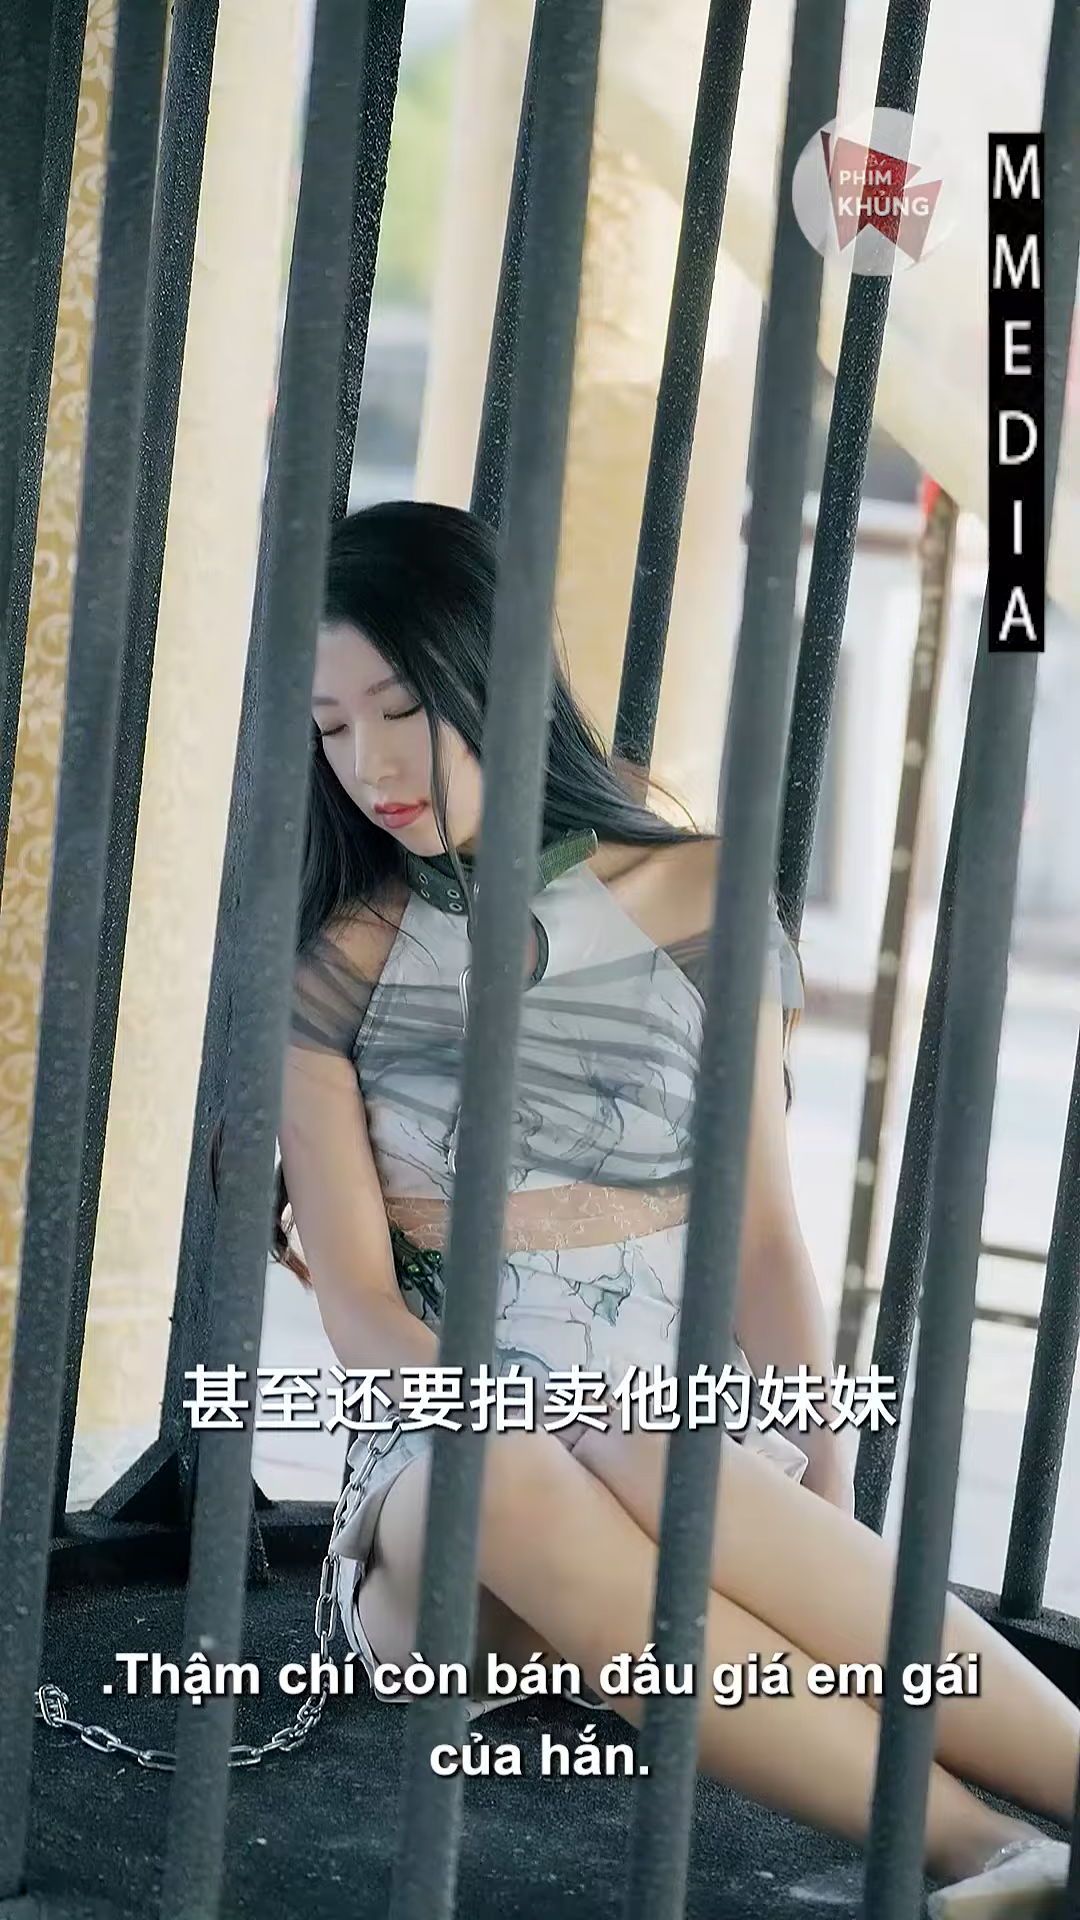 PHIM
KHỦNG
MMEDIA
甚至还要拍卖他的妹妹
.Thậm chí còn bán đấu giá em gái
của hắn.